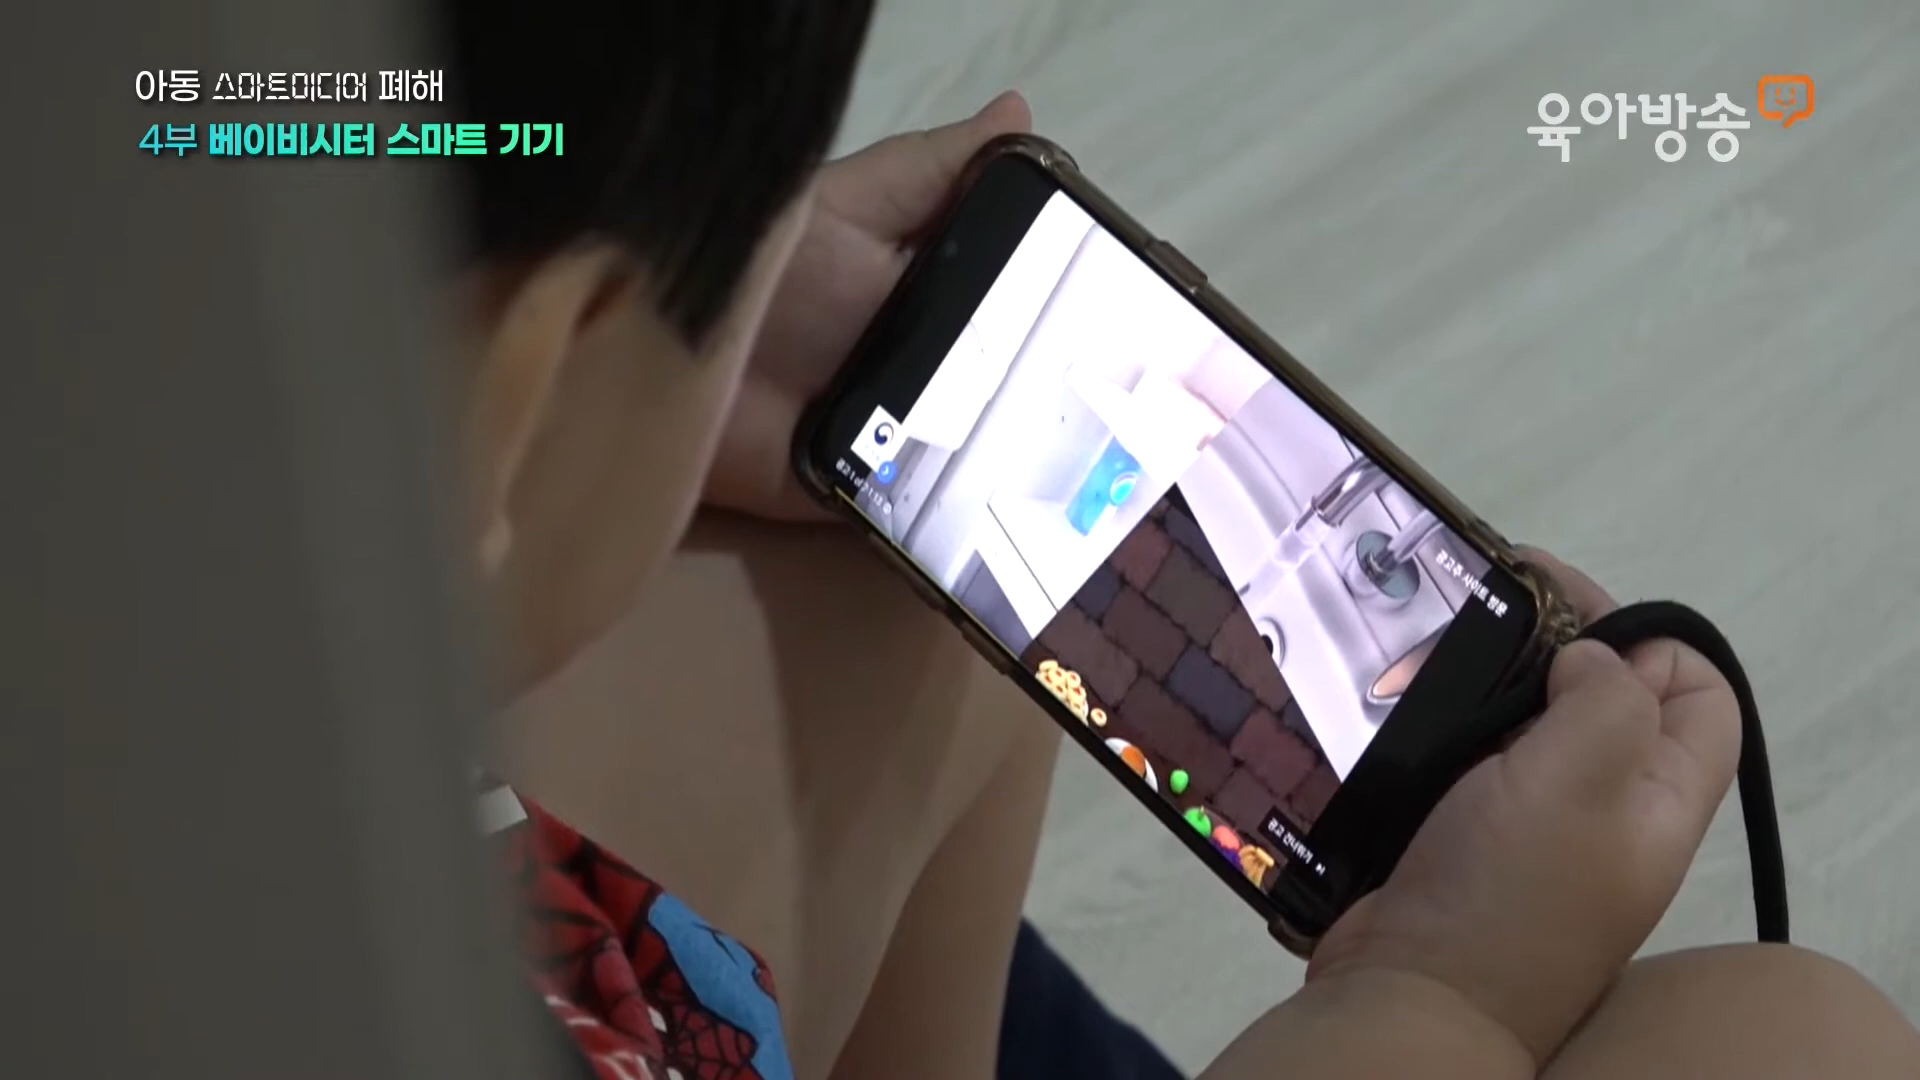 아동 스마트미디어 폐해
4부 베이비시터 스마트 기기
육아방송
광고주 사이트 방문
광고 건너뛰기